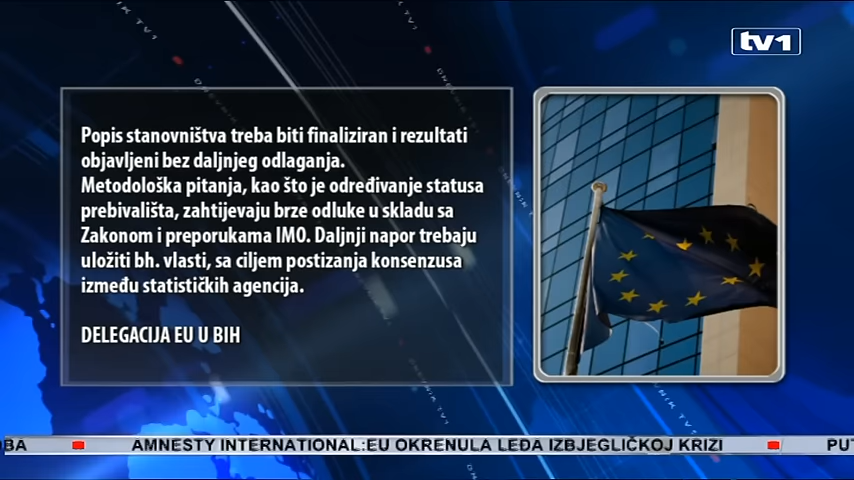 tv1
Popis stanovništva treba biti finaliziran i rezultati
objavljeni bez daljnjeg odlaganja.
Metodološka pitanja, kao što je određivanje statusa
prebivališta, zahtijevaju brze odluke u skladu sa
Zakonom i preporukama IMO. Daljnji napor trebaju
uložiti bh. vlasti, sa ciljem postizanja konsenzusa
između statističkih agencija.
DELEGACIJA EU U BIH
AMNESTY INTERNATIONAL:EU OKRENULA LEĐA IZBJEGLIČKOJ KRIZI